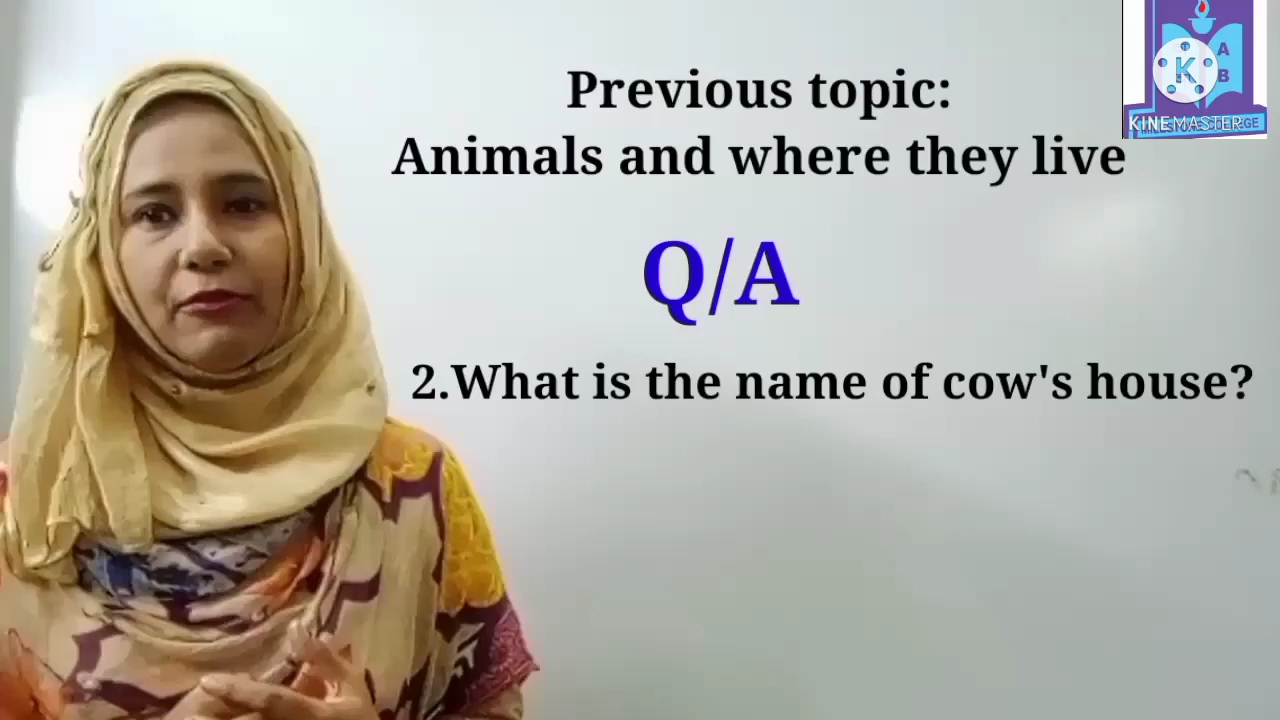 Previous topic:
Animals and where they live
Q/A
2.What is the name of cow's house?
A
B
K
KINEMASTER